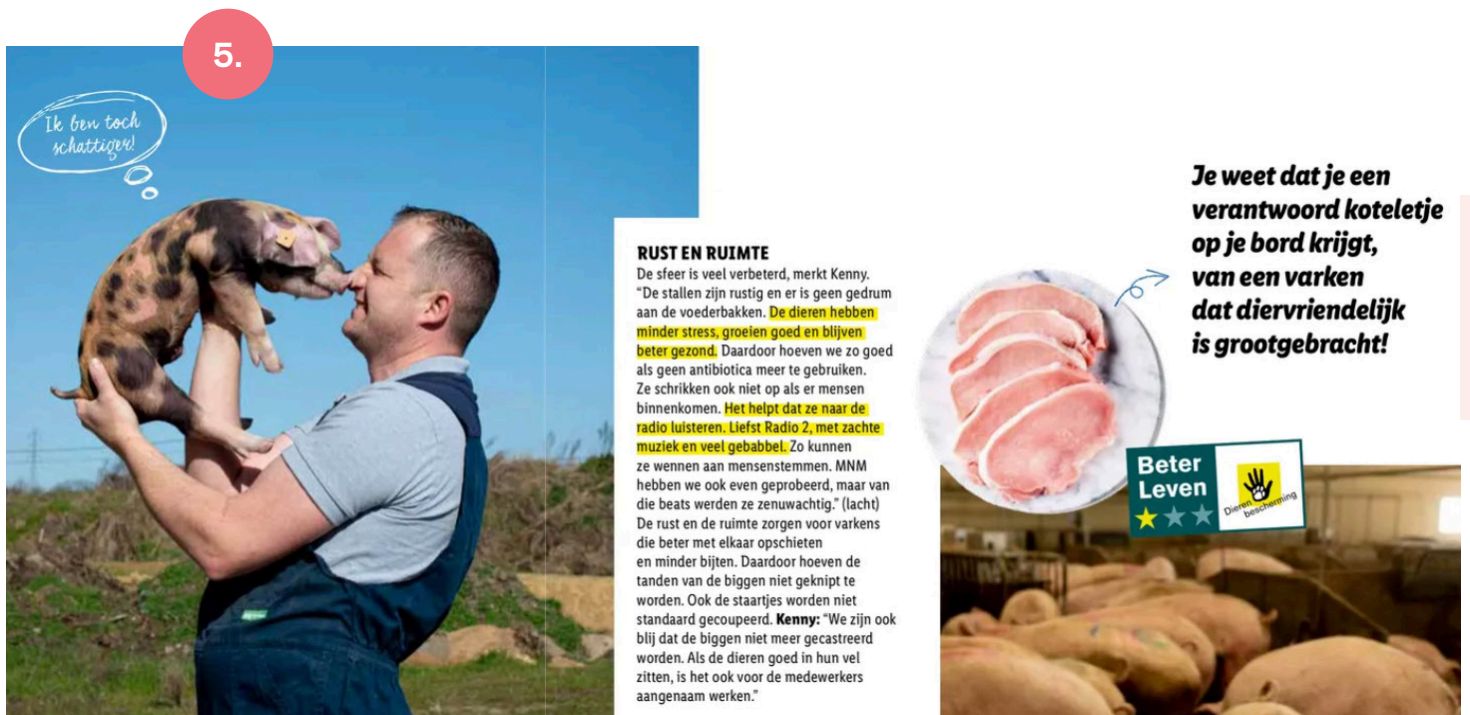 5.
Ik ben toch
schattiger!
RUST EN RUIMTE
De sfeer is veel verbeterd, merkt Kenny.
“De stallen zijn rustig en er is geen gedrum
aan de voederbakken. De dieren hebben
minder stress, groeien goed en blijven
beter gezond. Daardoor hoeven we zo goed
als geen antibiotica meer te gebruiken.
Ze schrikken ook niet op als er mensen
binnenkomen. Het helpt dat ze naar de
radio luisteren. Liefst Radio 2, met zachte
muziek en veel gebabbel. Zo kunnen
ze wennen aan mensenstemmen. MNM
hebben we ook even geprobeerd, maar van
die beats werden ze zenuwachtig.” (lacht)
De rust en de ruimte zorgen voor varkens
die beter met elkaar opschieten
en minder bijten. Daardoor hoeven de
tanden van de biggen niet geknipt te
worden. Ook de staartjes worden niet
standaard gecoupeerd. Kenny: “We zijn ook
blij dat de biggen niet meer gecastreerd
worden. Als de dieren goed in hun vel
zitten, is het ook voor de medewerkers
aangenaam werken.”
Je weet dat je een
verantwoord koteletje
op je bord krijgt,
van een varken
dat diervriendelijk
is grootgebracht!
Beter
Leven
Dieren
bescherming